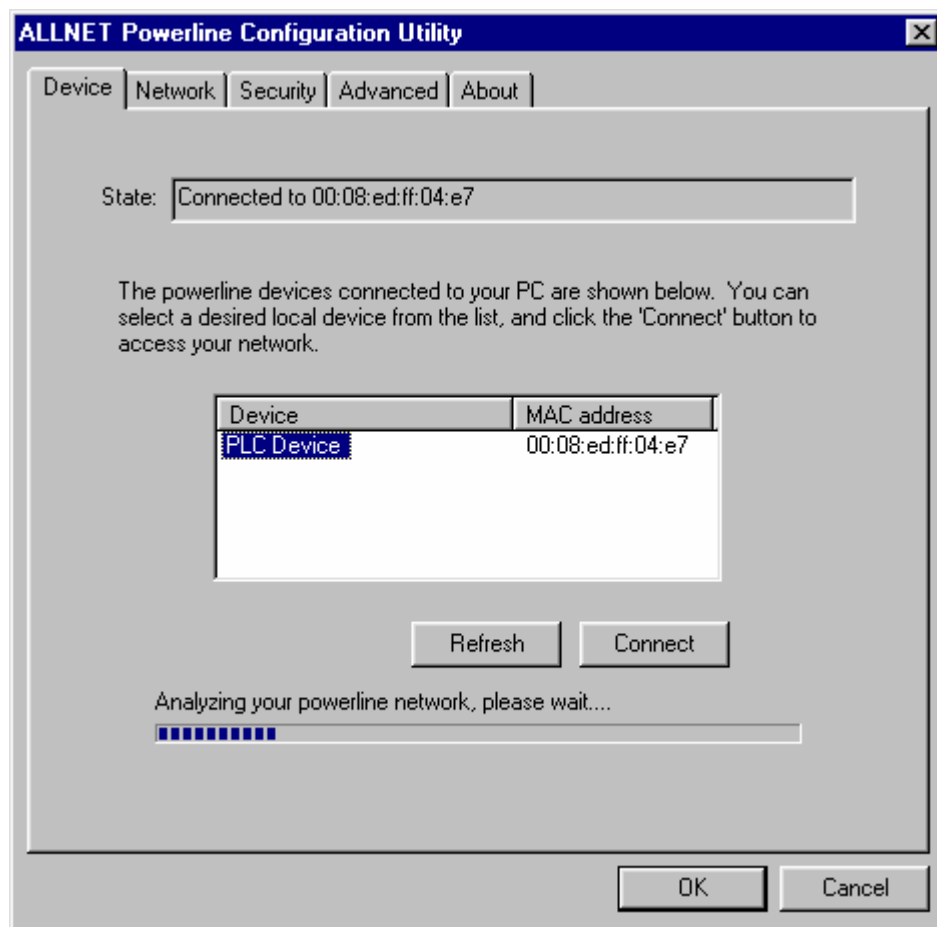 ALLNET Powerline Configuration Utility
Device Network Security Advanced About
State: Connected to 00:08:ed:ff:04:e7
The powerline devices connected to your PC are shown below. You can
select a desired local device from the list, and click the 'Connect' button to
access your network.
Device MAC address
PLC Device 00:08:ed:ff:04:e7
Refresh Connect
Analyzing your powerline network, please wait....
OK Cancel